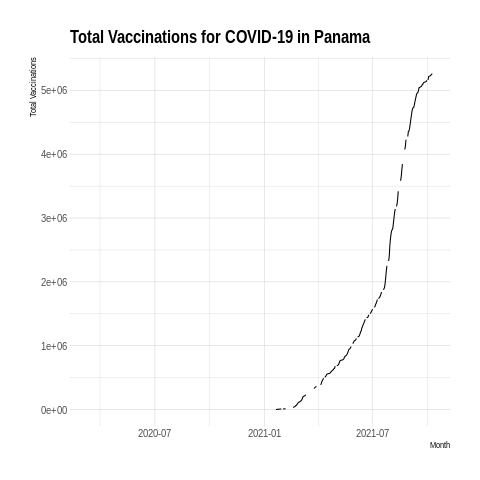 Total Vaccinations for COVID-19 in Panama
Total Vaccinations
5e+06
4e+06
3e+06
2e+06
1e+06
0e+00
2020-07 2021-01 2021-07
Month